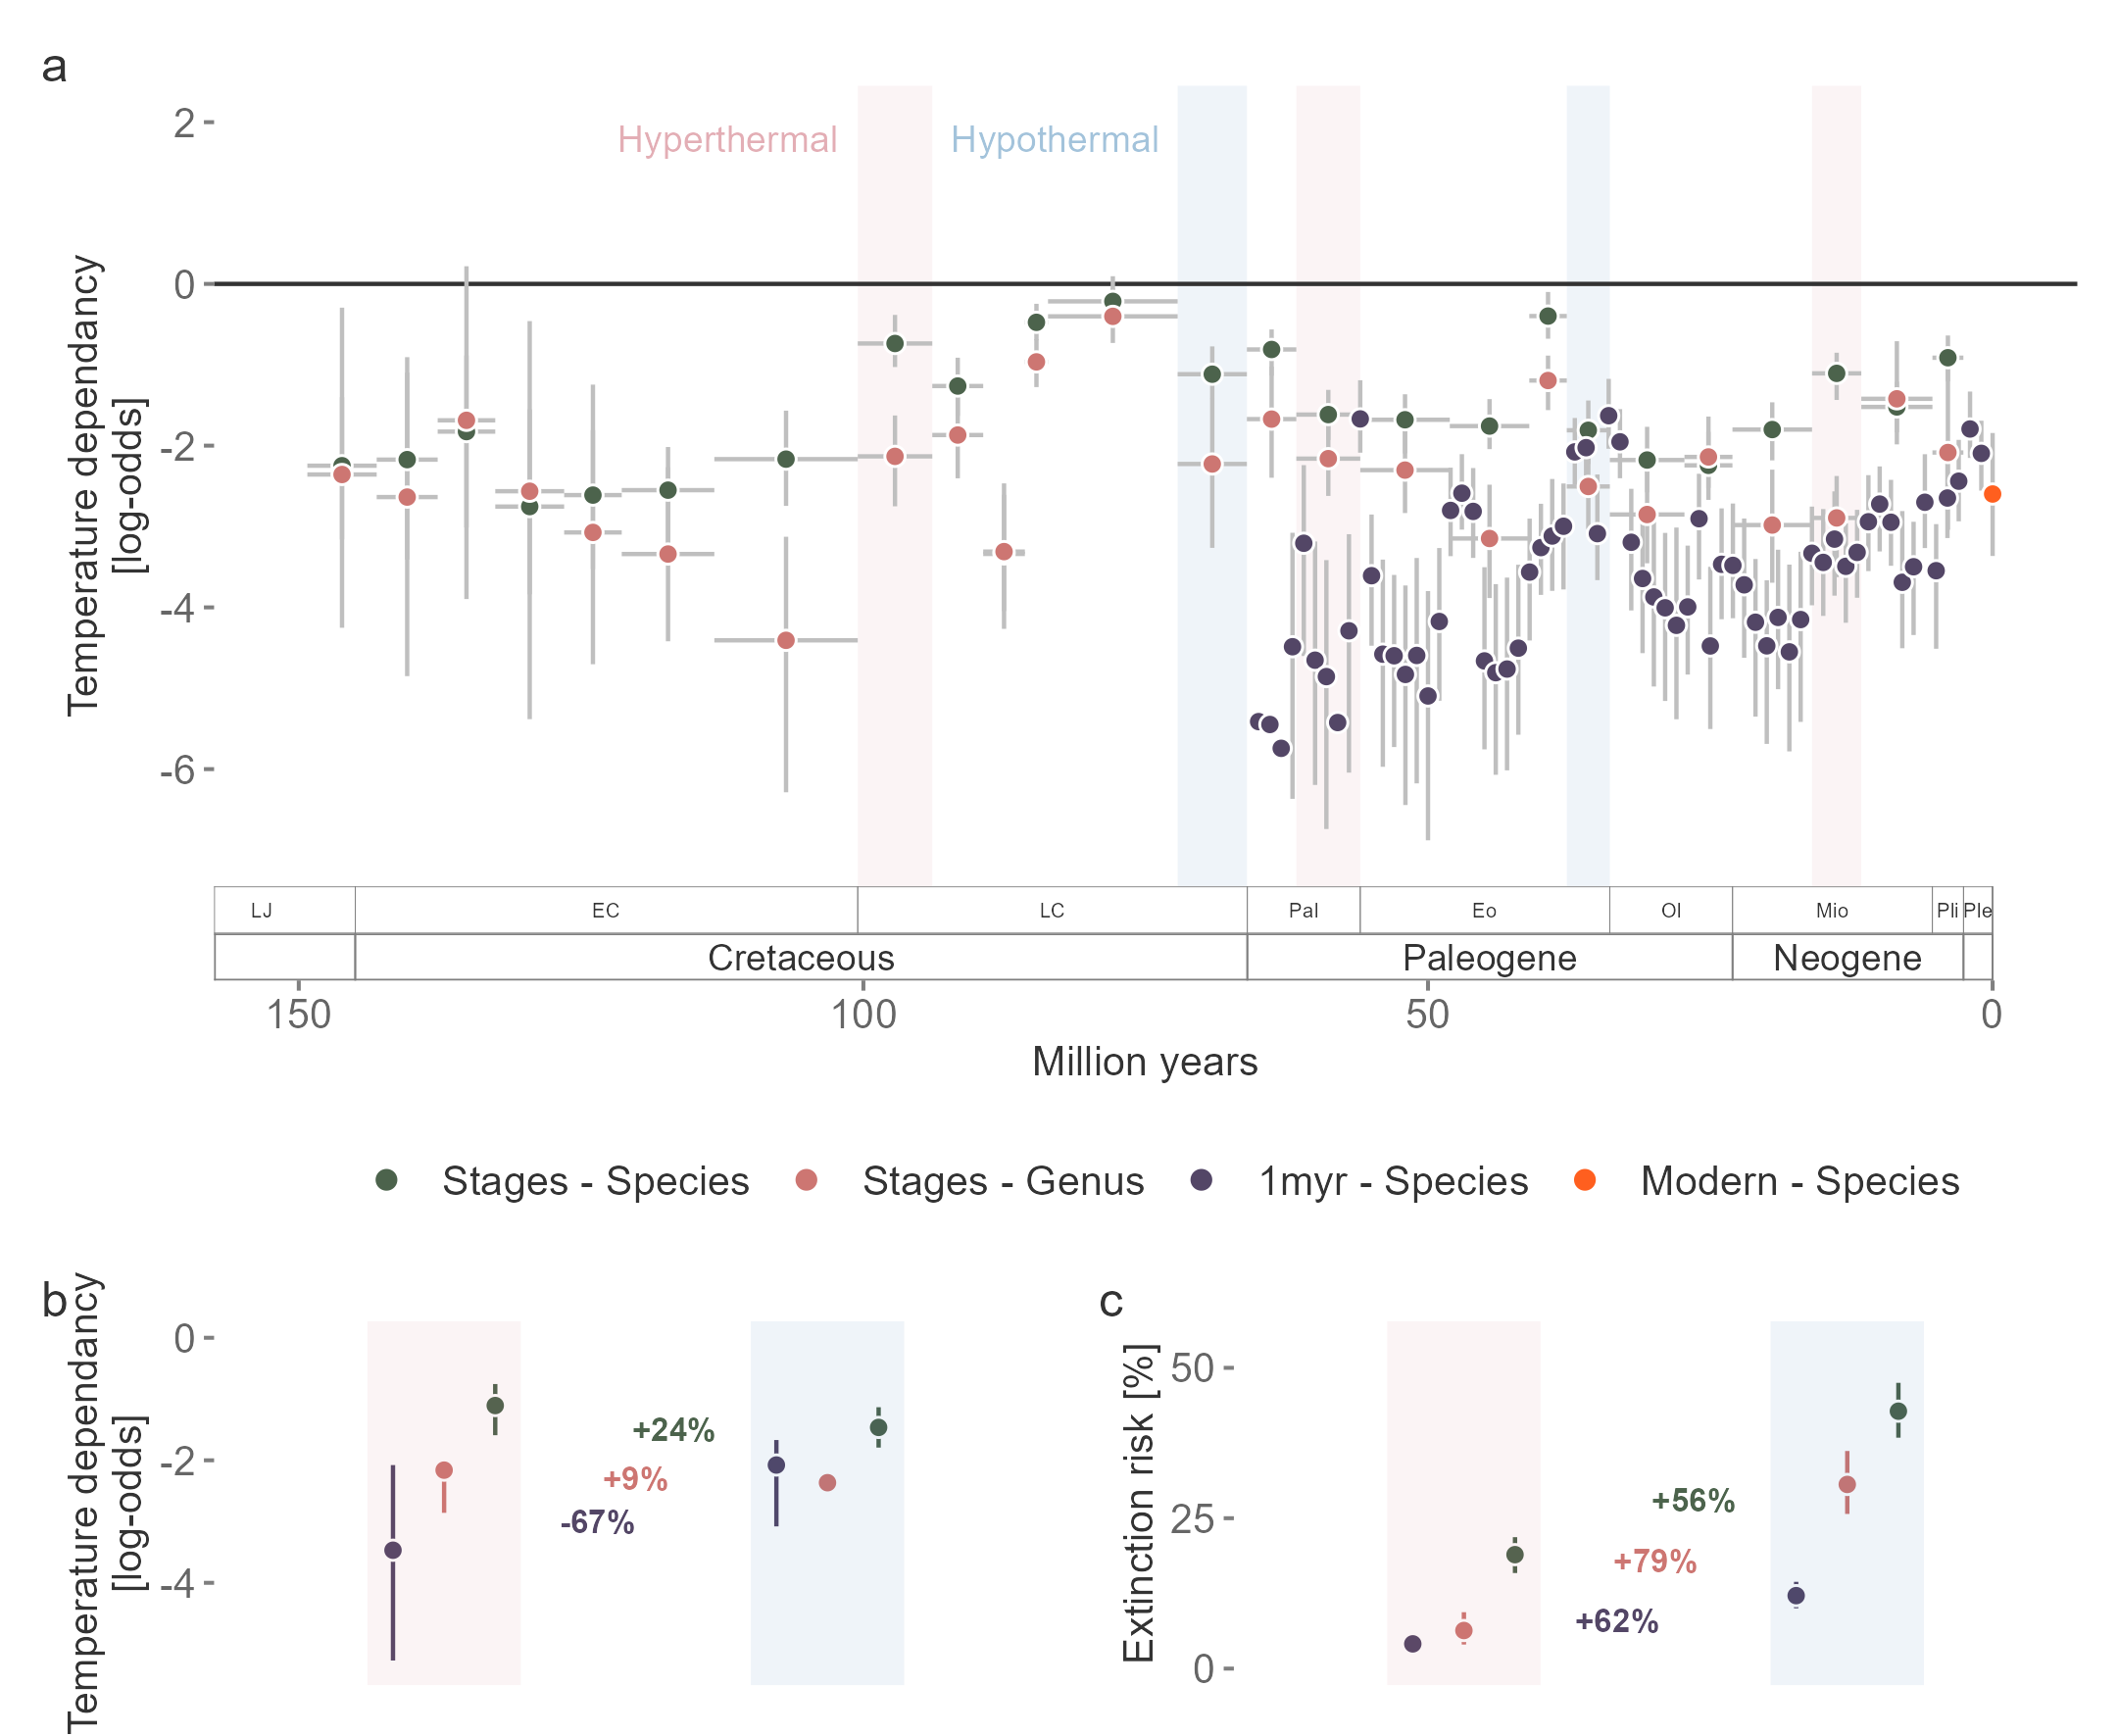 a
2
0
-2
-4
-6
Temperature dependancy
[log-odds]
Hyperthermal
Hypothermal
LJ
EC
LC
Pal
Eo
Ol
Mio
Pli
Ple
Cretaceous
Paleogene
Neogene
150
100
50
0
Million years
Stages - Species
Stages - Genus
1myr - Species
Modern - Species
b
Temperature dependancy
[log-odds]
0
-2
-4
+24%
+9%
-67%
c
Extinction risk [%]
50
25
0
+56%
+79%
+62%